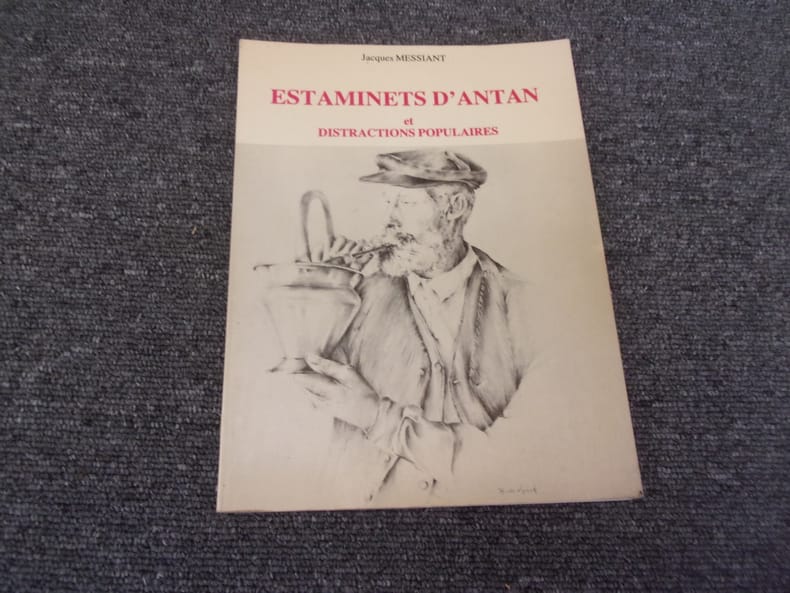 Jacques MESSIANT
ESTAMINETS D'ANTAN
et
DISTRACTIONS POPULAIRES